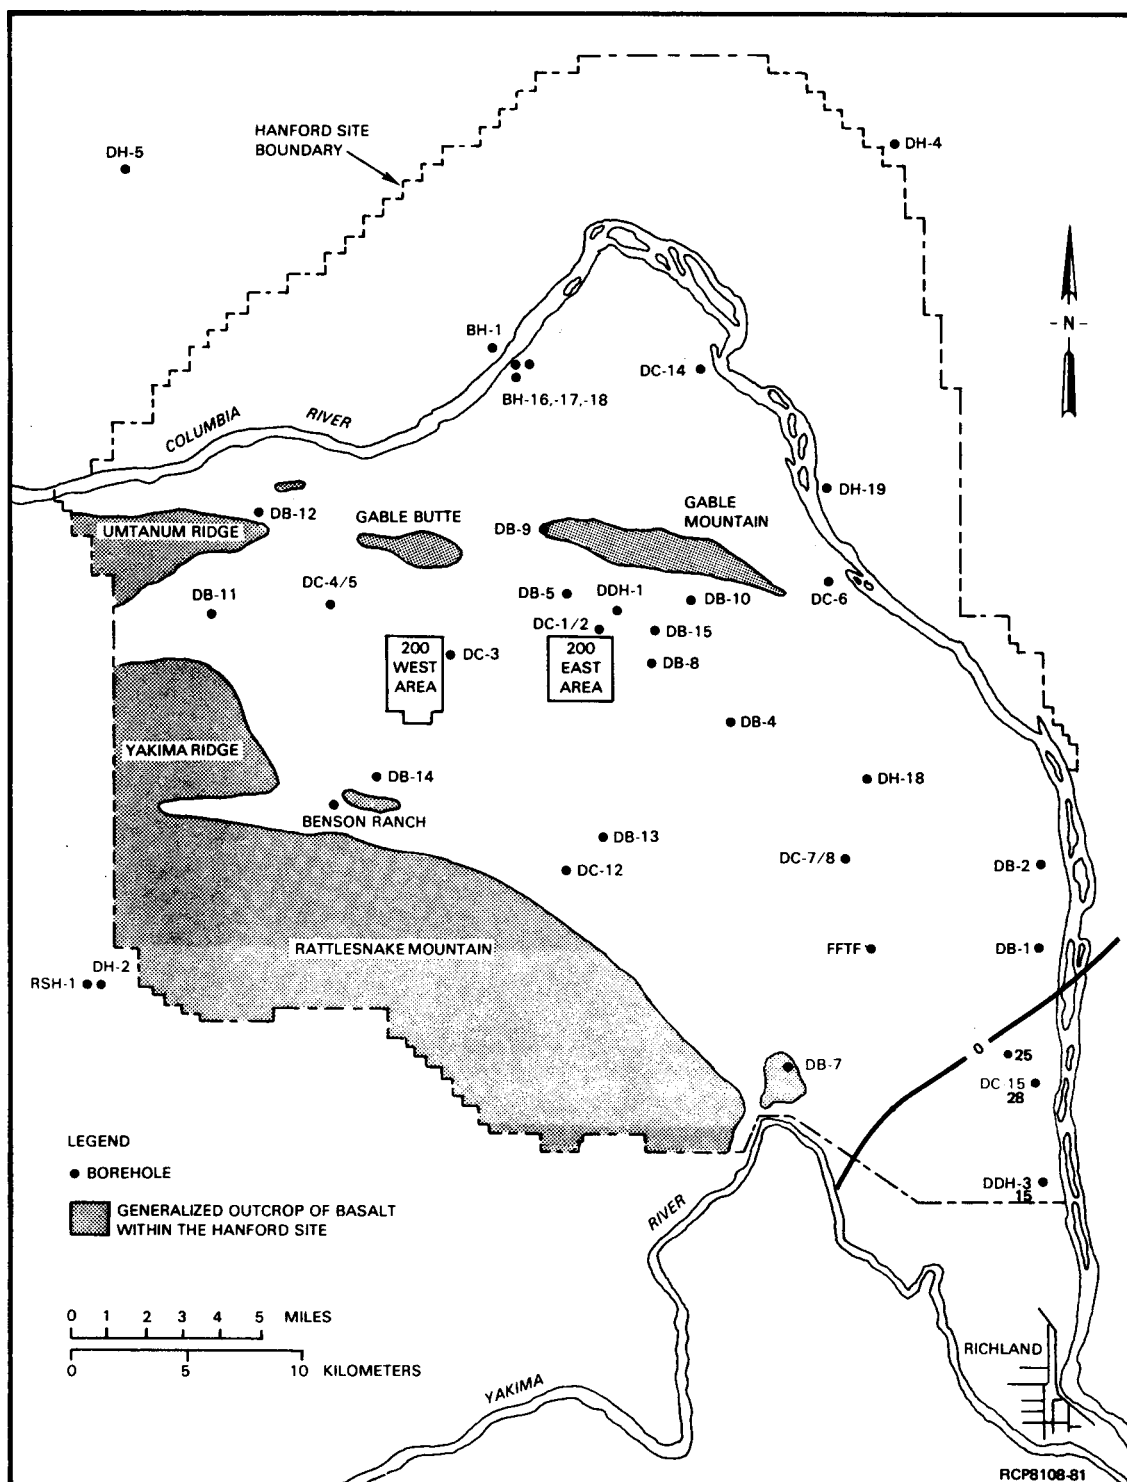 HANFORD SITE
BOUNDARY
DH-5
DH-4
- N -
BH-1
DC-14
BH-16,-17,-18
COLUMBIA RIVER
DH-19
DB-12
GABLE BUTTE
DB-9
GABLE
MOUNTAIN
UMTANUM RIDGE
DB-11
DC-4/5
DB-5
DDH-1
DB-10
DC-6
DC-1/2
DB-15
200
WEST
AREA
DC-3
200
EAST
AREA
DB-8
DB-4
YAKIMA RIDGE
DB-14
DH-18
BENSON RANCH
DB-13
DC-12
DC-7/8
DB-2
RATTLESNAKE MOUNTAIN
FFTF
DB-1
DH-2
RSH-1
0
25
DB-7
DC-15
28
DDH-3
15
LEGEND
BOREHOLE
GENERALIZED OUTCROP OF BASALT
WITHIN THE HANFORD SITE
0 1 2 3 4 5 MILES
0 5 10 KILOMETERS
YAKIMA RIVER
RICHLAND
RCP8108-81